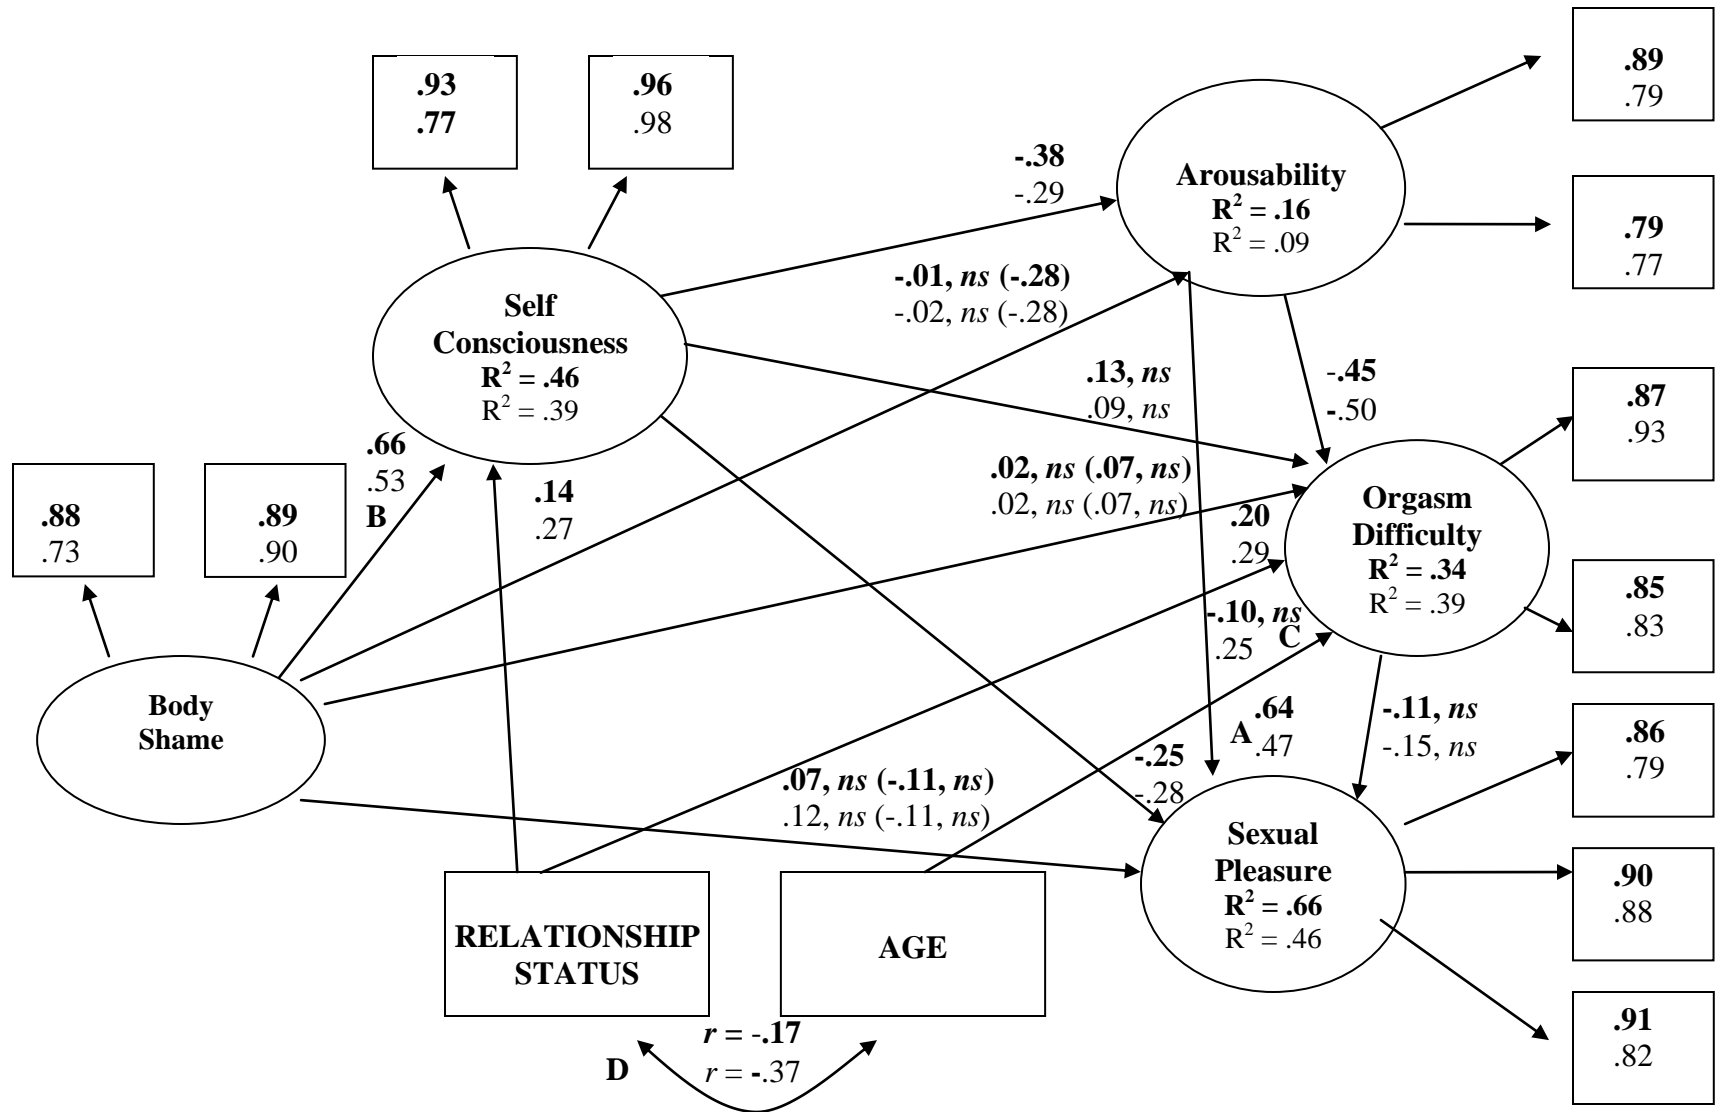 .93
.77
.96
.98
.89
.79
.79
.77
.87
.93
.85
.83
.86
.79
.90
.88
.91
.82
.88
.73
.89
.90
Self
Consciousness
R² = .46
R² = .39
Arousability
R² = .16
R² = .09
Orgasm
Difficulty
R² = .34
R² = .39
Sexual
Pleasure
R² = .66
R² = .46
Body
Shame
RELATIONSHIP
STATUS
AGE
-.38
-.29
-.01, ns (-.28)
-.02, ns (-.28)
.13, ns
.09, ns
-.45
-.50
.66
.53
B
.14
.27
.02, ns (.07, ns)
.02, ns (.07, ns)
.20
.29
-.10, ns
.25
C
.64
A
.47
-.11, ns
-.15, ns
-.25
-.28
.07, ns (-.11, ns)
.12, ns (-.11, ns)
r = -.17
r = -.37
D